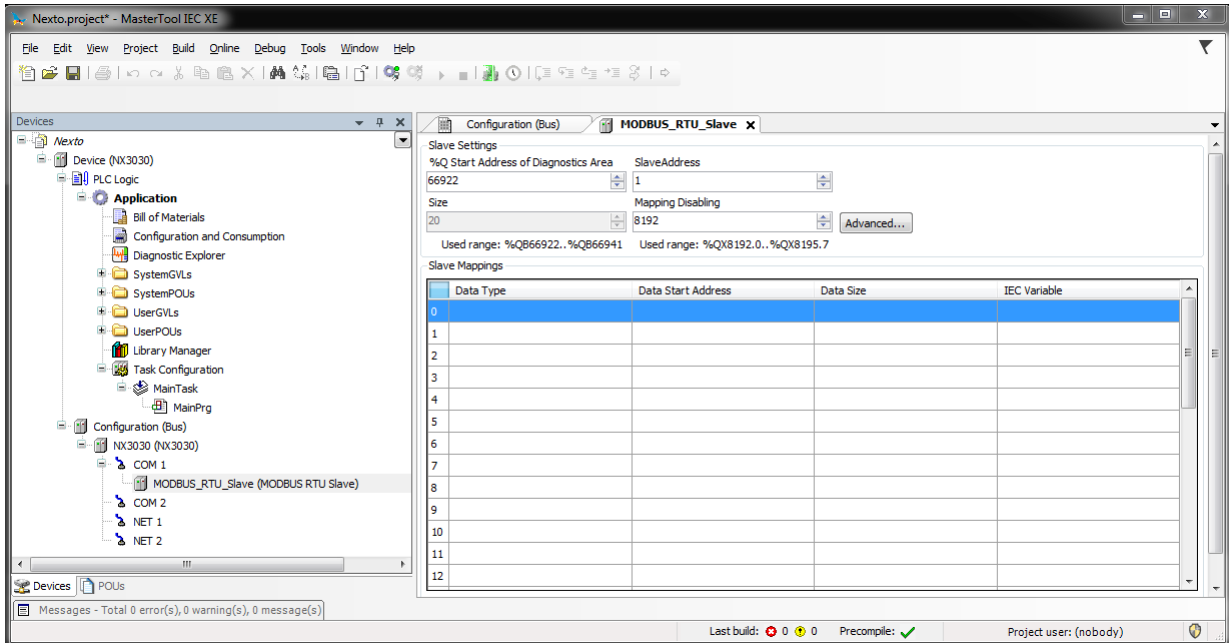 Nexto.project* - MasterTool IEC XE
File Edit View Project Build Online Debug Tools Window Help
Devices
Nexto
Device (NX3030)
PLC Logic
Application
Bill of Materials
Configuration and Consumption
Diagnostic Explorer
SystemGVLs
SystemPOUs
UserGVLs
UserPOUs
Library Manager
Task Configuration
MainTask
MainPrg
Configuration (Bus)
NX3030 (NX3030)
COM 1
MODBUS_RTU_Slave (MODBUS RTU Slave)
COM 2
NET 1
NET 2
Devices POUs
Configuration (Bus) MODBUS_RTU_Slave
Slave Settings
%Q Start Address of Diagnostics Area SlaveAddress
66922 1
Size Mapping Disabling
20 8192 Advanced...
Used range: %QB66922..%QB66941 Used range: %QX8192.0..%QX8195.7
Slave Mappings
Data Type Data Start Address Data Size IEC Variable
0
1
2
3
4
5
6
7
8
9
10
11
12
Messages - Total 0 error(s), 0 warning(s), 0 message(s)
Last build: 0 0 Precompile: Project user: (nobody)